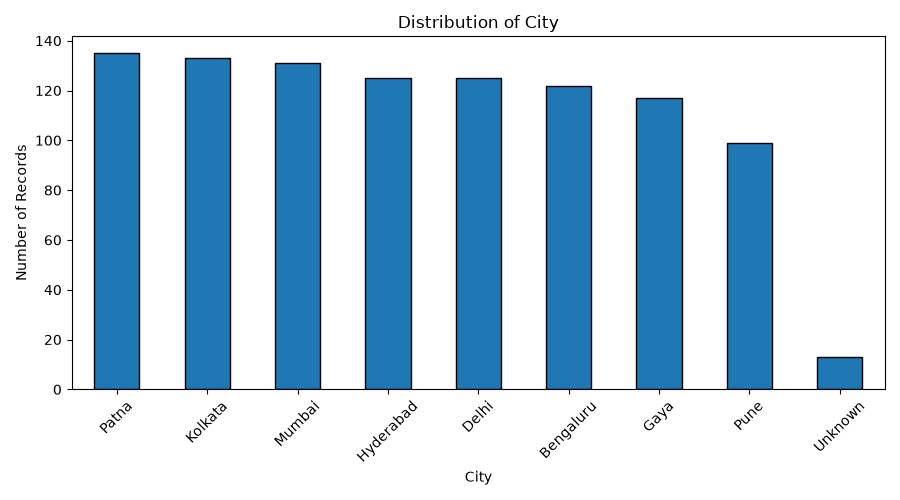 Distribution of City
Number of Records
140
120
100
80
60
40
20
0
Patna
Kolkata
Mumbai
Hyderabad
Delhi
Bengaluru
Gaya
Pune
Unknown
City